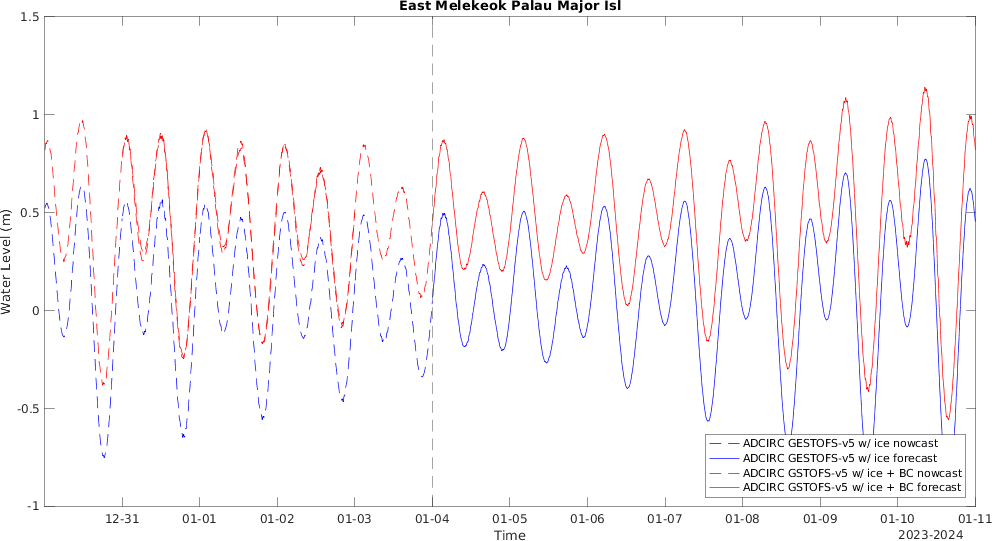 East Melekeok Palau Major Isl
Water Level (m)
1.5
1
0.5
0
-0.5
-1
12-31
01-01
01-02
01-03
01-04
01-05
01-06
01-07
01-08
01-09
01-10
01-11
Time
2023-2024
ADCIRC GESTOFS-v5 w/ ice nowcast
ADCIRC GESTOFS-v5 w/ ice forecast
ADCIRC GSTOFS-v5 w/ ice + BC nowcast
ADCIRC GSTOFS-v5 w/ ice + BC forecast